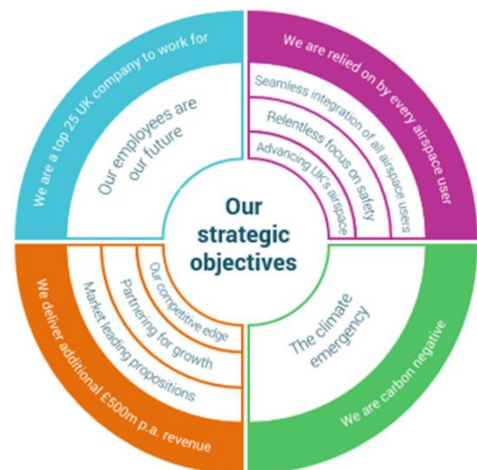 We are a top 25 UK company to work for
Our employees are
our future
We are relied on by every airspace user
Seamless integration of all airspace users
Relentless focus on safety
Advancing UK's airspace
Our
strategic
objectives
Our competitive edge
Partnering for growth
Market leading propositions
We deliver additional £500m p.a. revenue
The climate
emergency
We are carbon negative